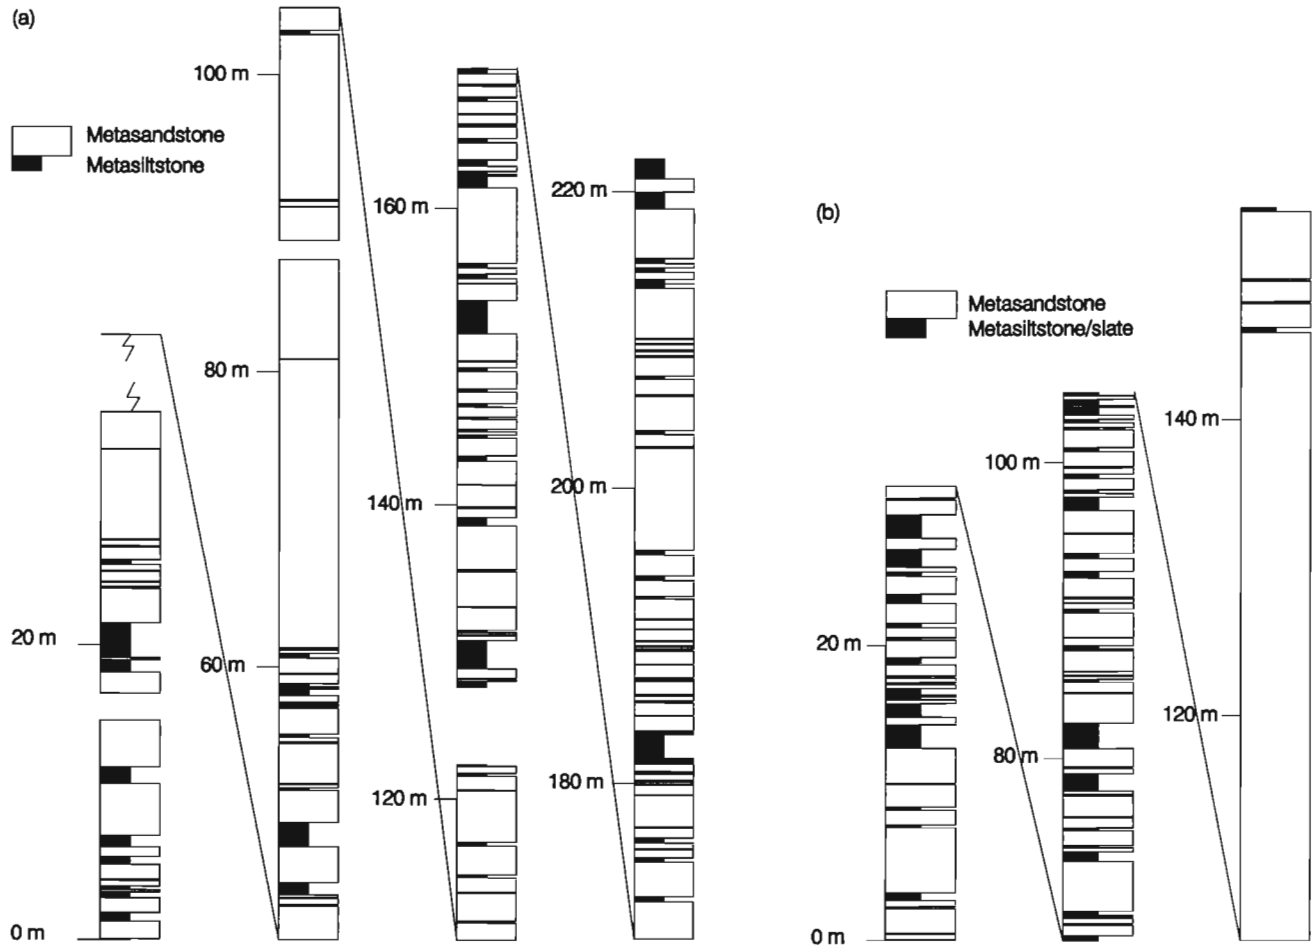 (a)
Metasandstone
Metasiltstone
0 m
20 m
60 m
80 m
100 m
120 m
140 m
160 m
180 m
200 m
220 m
(b)
Metasandstone
Metasiltstone/slate
0 m
20 m
80 m
100 m
120 m
140 m